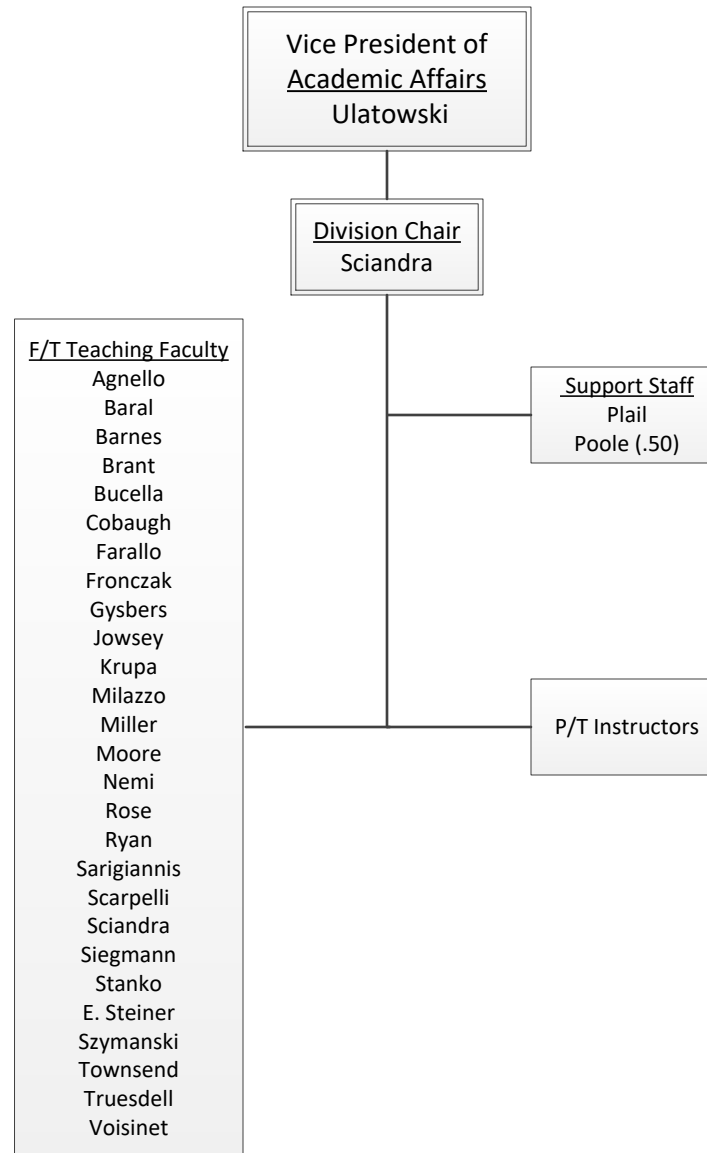 Vice President of
Academic Affairs
Ulatowski
Division Chair
Sciandra
F/T Teaching Faculty
Agnello
Baral
Barnes
Brant
Bucella
Cobaugh
Farallo
Fronczak
Gysbers
Jowsey
Krupa
Milazzo
Miller
Moore
Nemi
Rose
Ryan
Sarigiannis
Scarpelli
Sciandra
Siegmann
Stanko
E. Steiner
Szymanski
Townsend
Truesdell
Voisinet
Support Staff
Plail
Poole (.50)
P/T Instructors